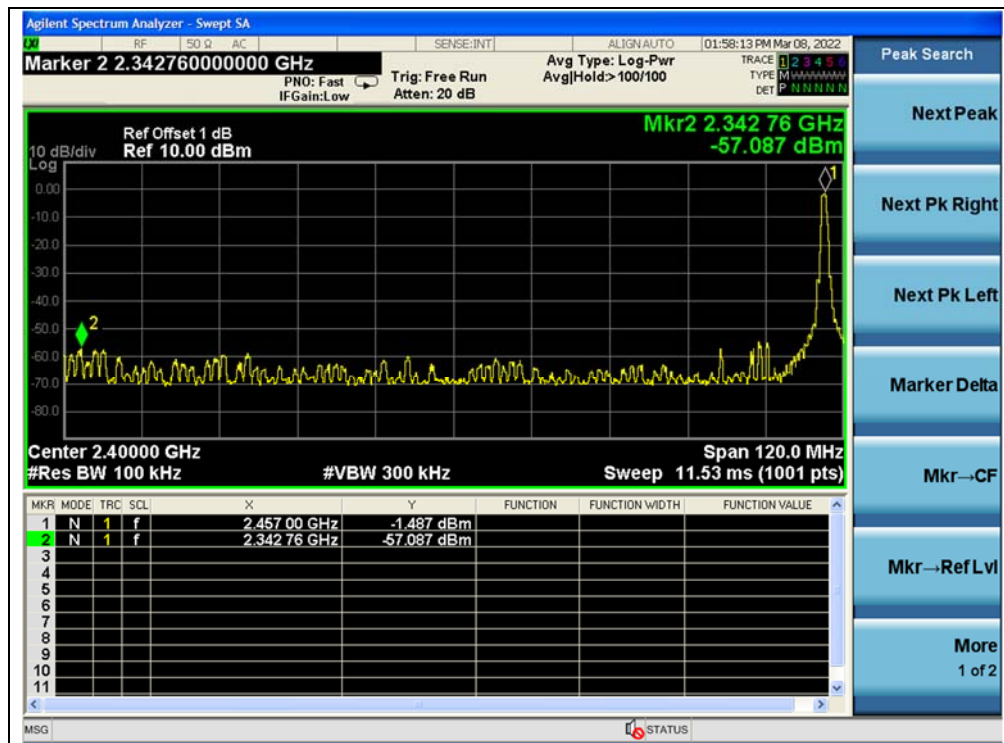 Agilent Spectrum Analyzer - Swept SA
LXI RF 50 Ω AC SENSE:INT ALIGNAUTO 01:58:13 PM Mar 08, 2022
Marker 2 2.342760000000 GHz
PNO: Fast
IFGain:Low
Trig: Free Run
Atten: 20 dB
Avg Type: Log-Pwr
Avg|Hold:>100/100
TRACE 1 2 3 4 5 6
TYPE M WWWWW
DET P N N N N N
Peak Search
Next Peak
Next Pk Right
Next Pk Left
Marker Delta
Mkr→CF
Mkr→Ref Lvl
More
1 of 2
Mkr2 2.342 76 GHz
-57.087 dBm
Ref Offset 1 dB
10 dB/div Ref 10.00 dBm
Log
0.00
-10.0
-20.0
-30.0
-40.0
-50.0
-60.0
-70.0
-80.0
1
2
Center 2.40000 GHz Span 120.0 MHz
#Res BW 100 kHz #VBW 300 kHz Sweep 11.53 ms (1001 pts)
MKR MODE TRC SCL X Y FUNCTION FUNCTION WIDTH FUNCTION VALUE
1 N 1 f 2.457 00 GHz -1.487 dBm
2 N 1 f 2.342 76 GHz -57.087 dBm
3
4
5
6
7
8
9
10
11
MSG STATUS